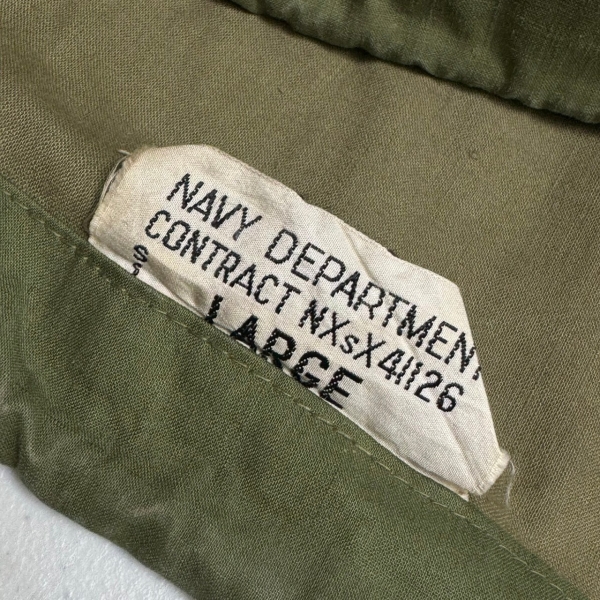 NAVY DEPARTMENT
CONTRACT NXsX41126
LARGE